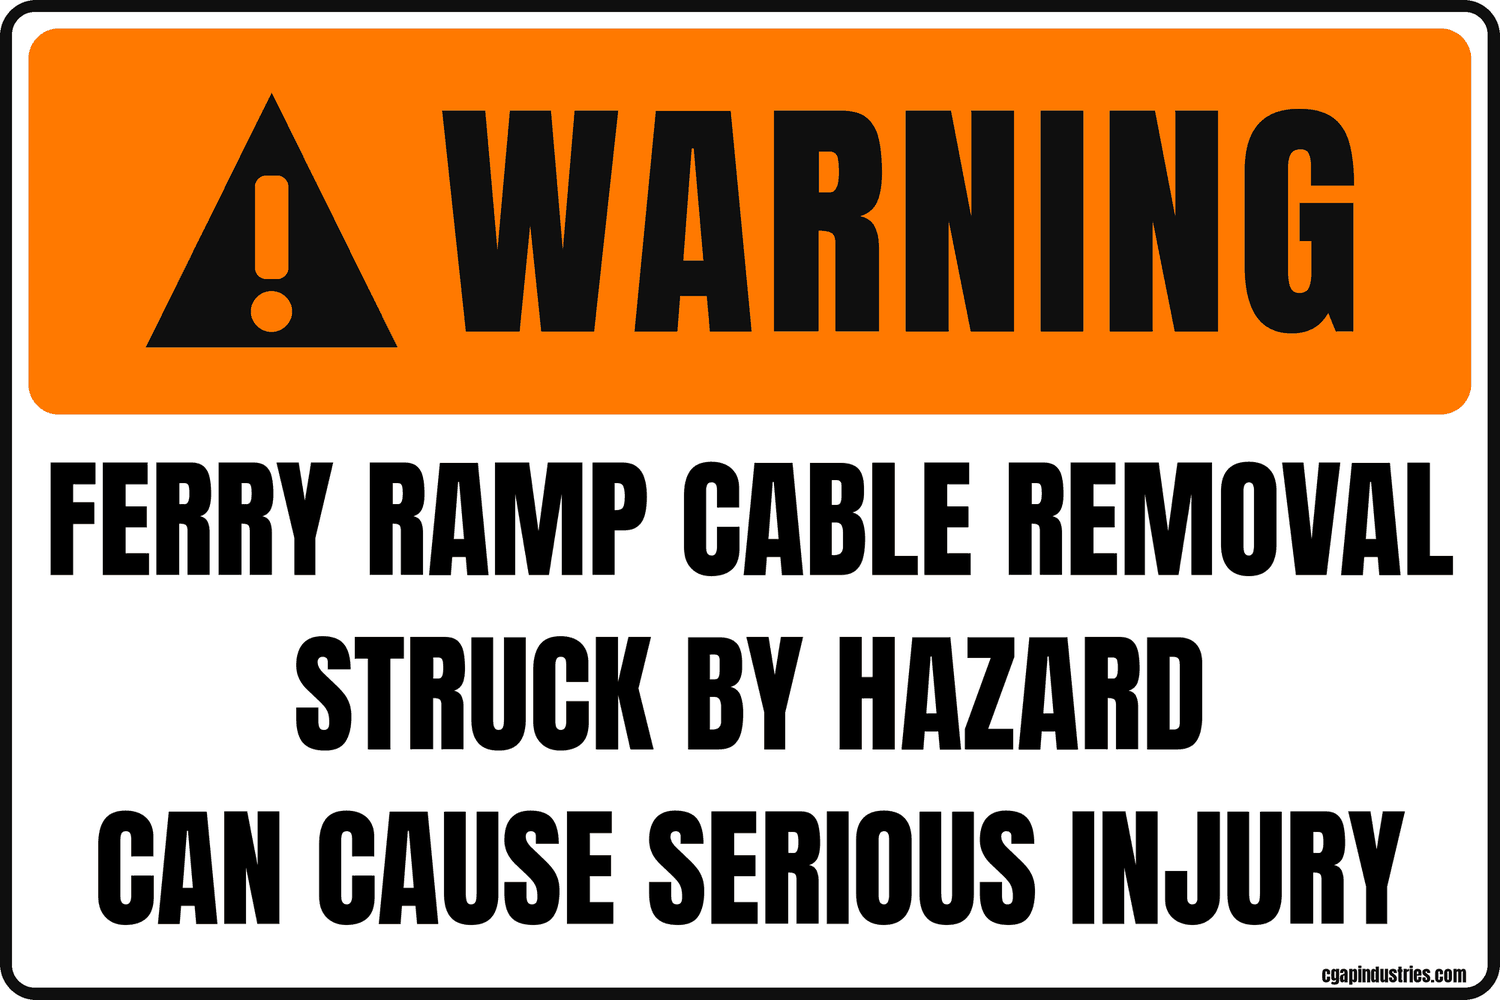 WARNING
FERRY RAMP CABLE REMOVAL
STRUCK BY HAZARD
CAN CAUSE SERIOUS INJURY
cgapindustries.com